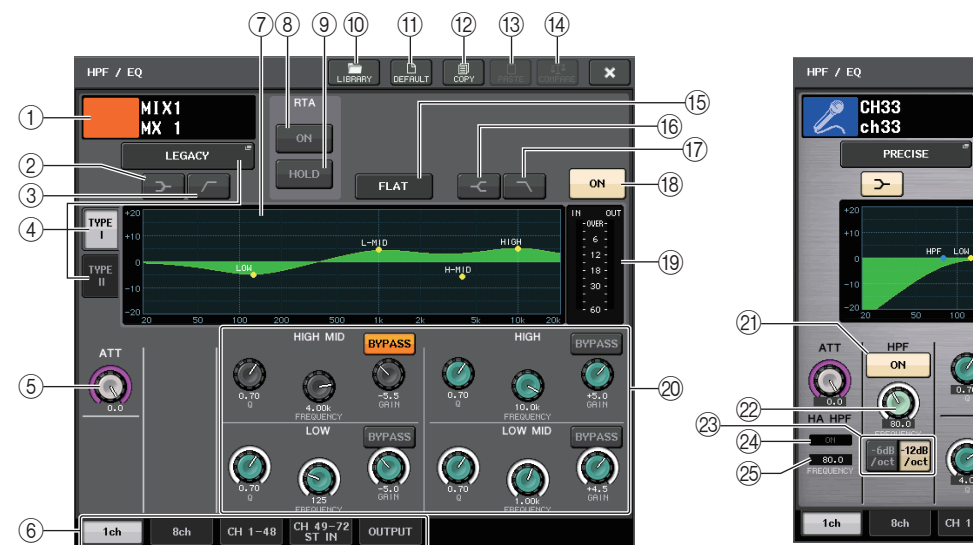 ⑦ ⑧ ⑨ ⑩ ⑪ ⑫ ⑬ ⑭
HPF / EQ
LIBRARY DEFAULT COPY PASTE COMPARE ×
① MIX1
MX 1
RTA
ON
HOLD
LEGACY
② ③ ④
FLAT
⑮ ⑯ ⑰
ON ⑱
TYPE I
TYPE II
+20
+10
0
-10
-20
LOW L-MID H-MID HIGH
20 50 100 200 500 1k 2k 5k 10k 20k
IN OUT
-OVER-
6
12
18
30
60
⑲
ATT
⑤ 0.0
HIGH MID BYPASS
0.70 Q
4.00k FREQUENCY
-5.5 GAIN
HIGH BYPASS
0.70 Q
10.0k FREQUENCY
+5.0 GAIN
⑳
LOW BYPASS
0.70 Q
125 FREQUENCY
-5.0 GAIN
LOW MID BYPASS
0.70 Q
1.00k FREQUENCY
+4.5 GAIN
⑥ 1ch 8ch CH 1-48 CH 49-72 ST IN OUTPUT
HPF / EQ
CH33
ch33
PRECISE
+20
+10
0
-10
-20
HPF LOW
20 50 100
㉑ ATT HPF
ON
0.0
㉒ 80.0
FREQUENCY
㉓ HA HPF
㉔ ON
-6dB /oct -12dB /oct
㉕ 80.0
FREQUENCY
0.70
Q
1ch 8ch CH 1